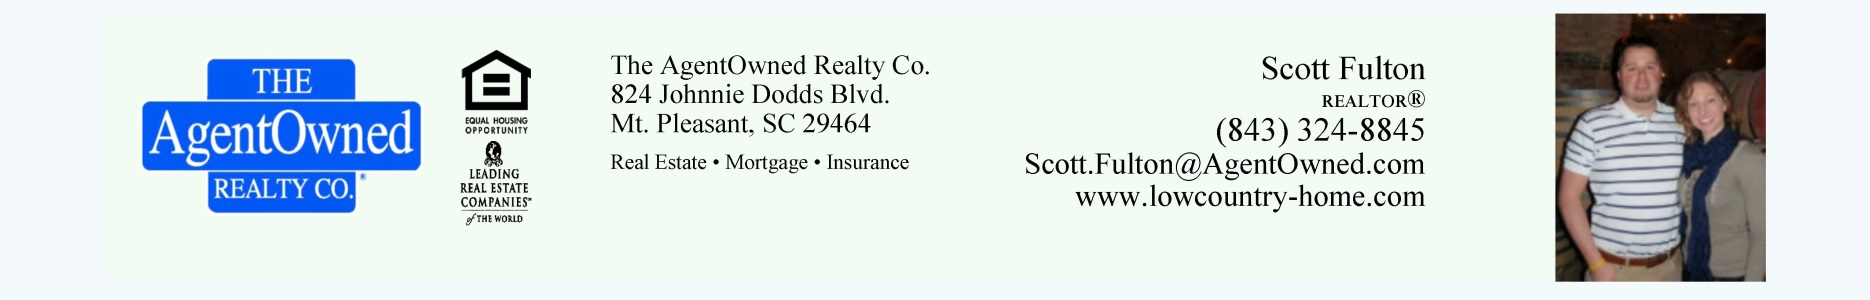 THE
AgentOwned
REALTY CO.®
EQUAL HOUSING
OPPORTUNITY
LEADING
REAL ESTATE
COMPANIES™
of THE WORLD
The AgentOwned Realty Co.
824 Johnnie Dodds Blvd.
Mt. Pleasant, SC 29464
Real Estate • Mortgage • Insurance
Scott Fulton
REALTOR®
(843) 324-8845
Scott.Fulton@AgentOwned.com
www.lowcountry-home.com